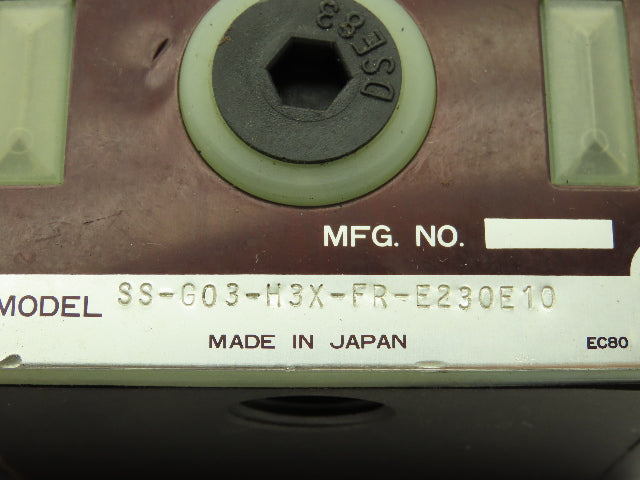 DSE83
MFG. NO.
MODEL SS-G03-H3X-FR-E230E10
MADE IN JAPAN EC80